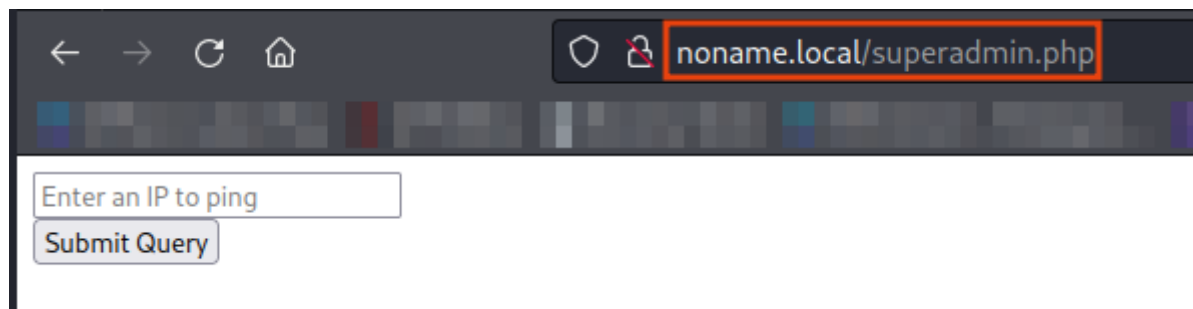 noname.local/superadmin.php
Enter an IP to ping
Submit Query